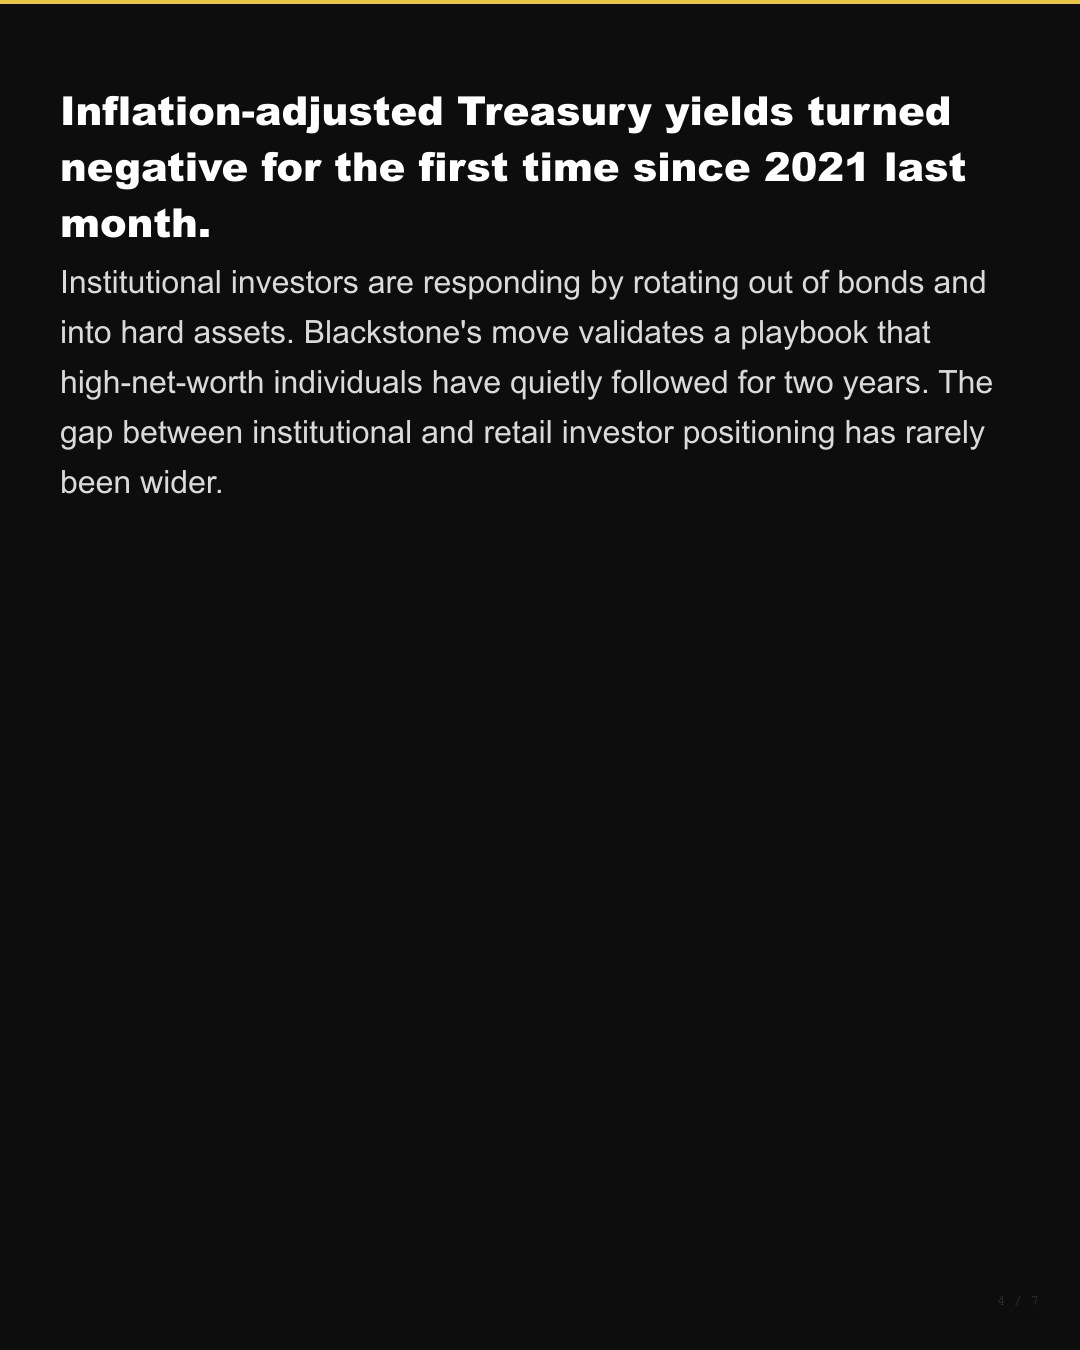 Inflation-adjusted Treasury yields turned
negative for the first time since 2021 last
month.
Institutional investors are responding by rotating out of bonds and
into hard assets. Blackstone's move validates a playbook that
high-net-worth individuals have quietly followed for two years. The
gap between institutional and retail investor positioning has rarely
been wider.
4 / 7